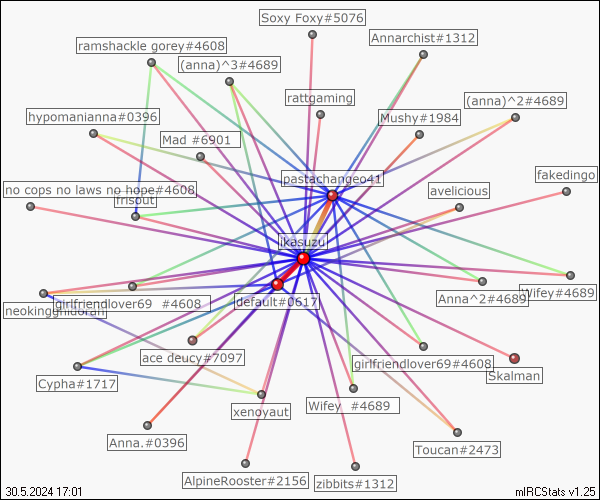 Soxy Foxy#5076
Annarchist#1312
ramshackle gorey#4608
(anna)^3#4689
rattgaming
(anna)^2#4689
hypomanianna#0396
Mushy#1984
Mad #6901
fakedingo
pastachangeo41
no cops no laws no hope#4608
avelicious
frisout
ikasuzu
Wifey#4689
Anna^2#4689
default#0617
girlfriendlover69 #4608
ace deucy#7097
girlfriendlover69#4608
Skalman
Cypha#1717
Wifey #4689
xenoyaut
Anna.#0396
Toucan#2473
AlpineRooster#2156
zibbits#1312
30.5.2024 17:01
mIRCStats v1.25